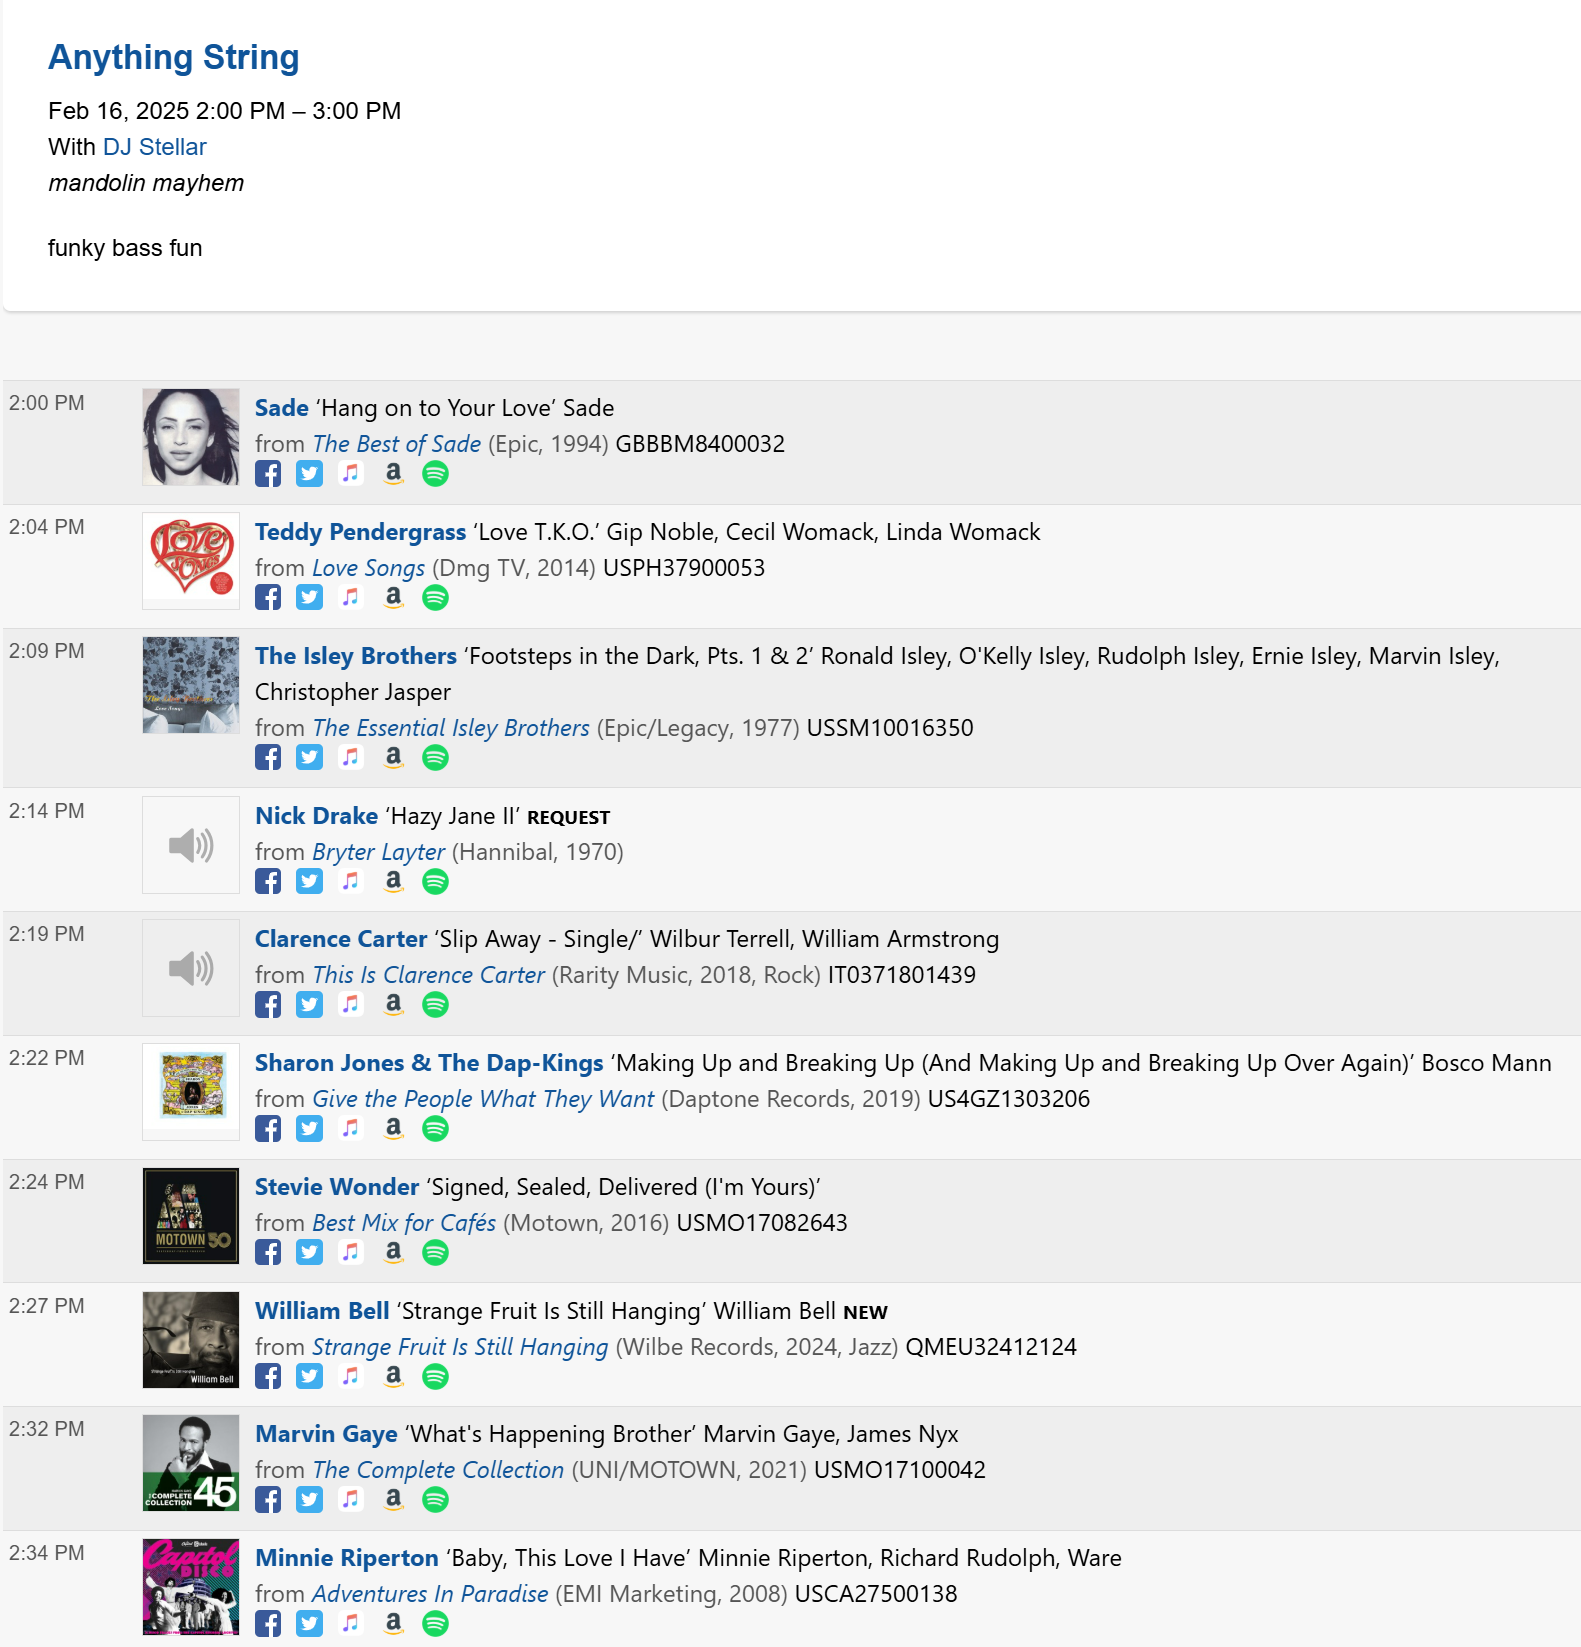 Anything String
Feb 16, 2025 2:00 PM – 3:00 PM
With DJ Stellar
mandolin mayhem
funky bass fun
2:00 PM
Sade ‘Hang on to Your Love’ Sade
from The Best of Sade (Epic, 1994) GBBBM8400032
2:04 PM
LOVE SONGS
Teddy Pendergrass ‘Love T.K.O.’ Gip Noble, Cecil Womack, Linda Womack
from Love Songs (Dmg TV, 2014) USPH37900053
2:09 PM
The Isley Brothers ‘Footsteps in the Dark, Pts. 1 & 2’ Ronald Isley, O'Kelly Isley, Rudolph Isley, Ernie Isley, Marvin Isley,
Christopher Jasper
from The Essential Isley Brothers (Epic/Legacy, 1977) USSM10016350
2:14 PM
Nick Drake ‘Hazy Jane II’ REQUEST
from Bryter Layter (Hannibal, 1970)
2:19 PM
Clarence Carter ‘Slip Away - Single/’ Wilbur Terrell, William Armstrong
from This Is Clarence Carter (Rarity Music, 2018, Rock) IT0371801439
2:22 PM
Sharon Jones & The Dap-Kings ‘Making Up and Breaking Up (And Making Up and Breaking Up Over Again)’ Bosco Mann
from Give the People What They Want (Daptone Records, 2019) US4GZ1303206
2:24 PM
MOTOWN 50
Stevie Wonder ‘Signed, Sealed, Delivered (I'm Yours)’
from Best Mix for Cafés (Motown, 2016) USMO17082643
2:27 PM
William Bell
William Bell ‘Strange Fruit Is Still Hanging’ William Bell NEW
from Strange Fruit Is Still Hanging (Wilbe Records, 2024, Jazz) QMEU32412124
2:32 PM
COMPLETE
COLLECTION 45
Marvin Gaye ‘What's Happening Brother’ Marvin Gaye, James Nyx
from The Complete Collection (UNI/MOTOWN, 2021) USMO17100042
2:34 PM
Capitol
DISCO
Minnie Riperton ‘Baby, This Love I Have’ Minnie Riperton, Richard Rudolph, Ware
from Adventures In Paradise (EMI Marketing, 2008) USCA27500138